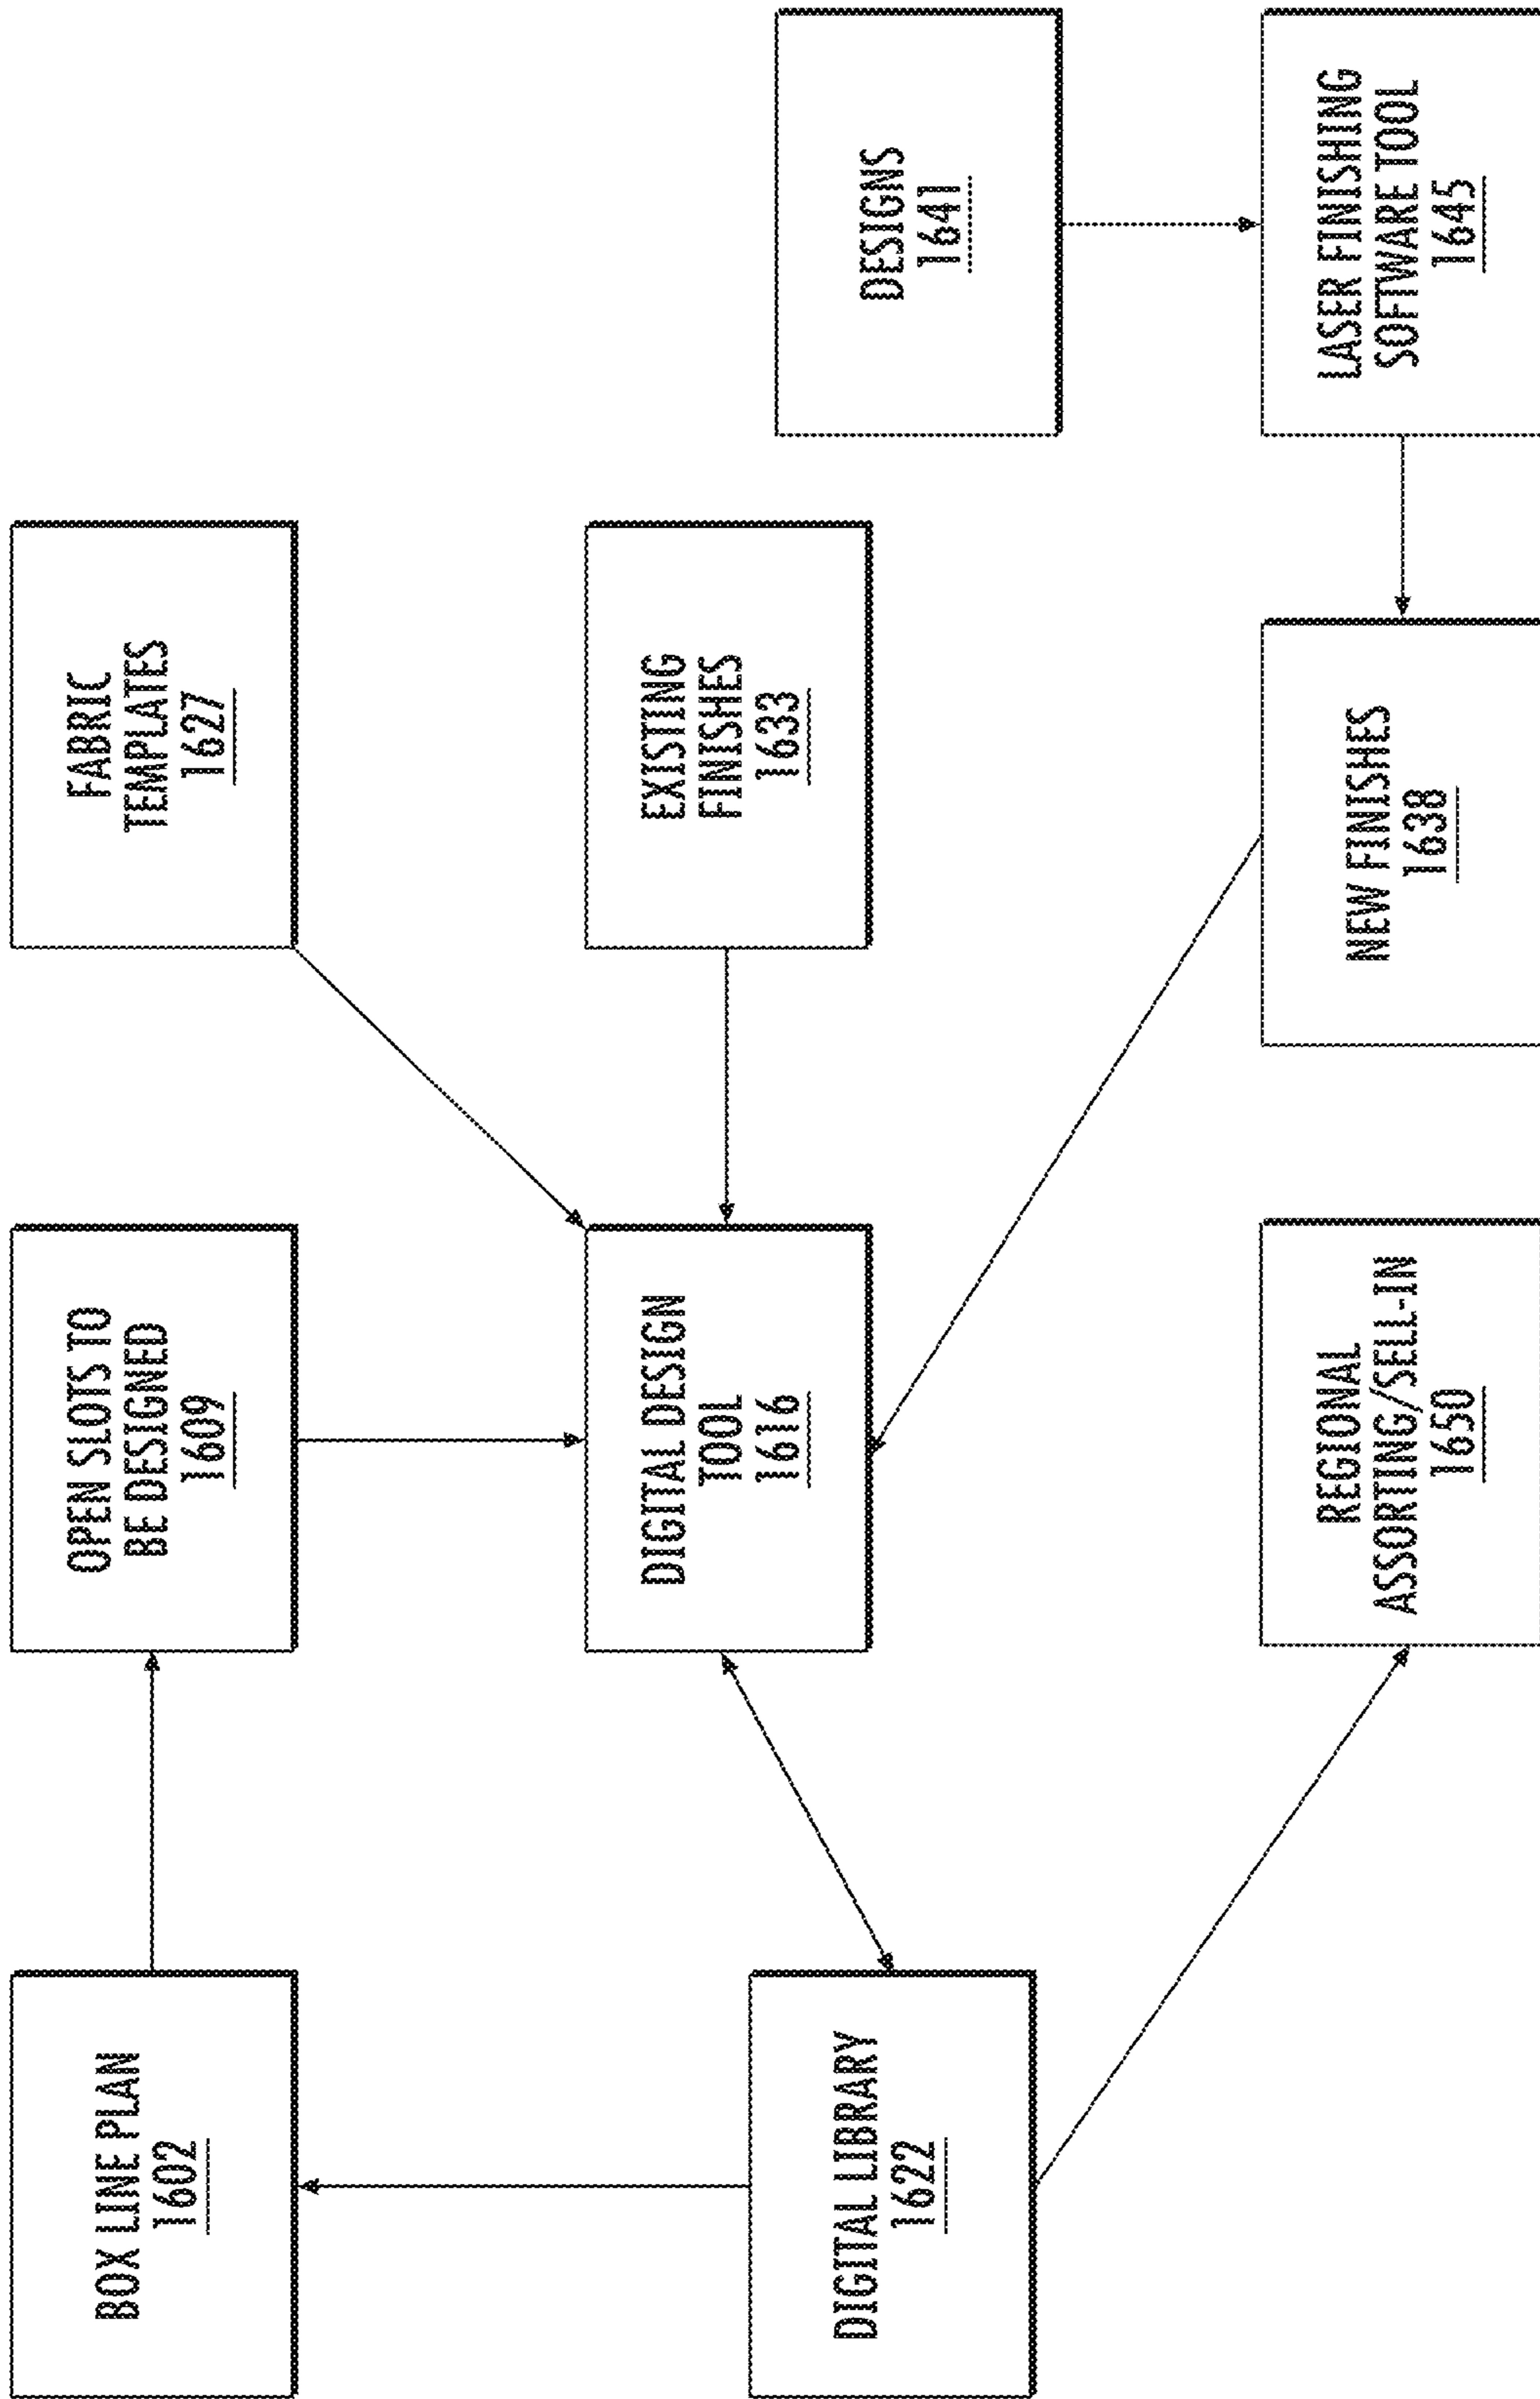 BOX LINE PLAN
1602
OPEN SLOTS TO
BE DESIGNED
1609
FABRIC
TEMPLATES
1627
DIGITAL DESIGN
TOOL
1616
EXISTING
FINISHES
1633
DIGITAL LIBRARY
1622
DESIGNS
1641
REGIONAL
ASSORTING/SELL-IN
1650
NEW FINISHES
1638
LASER FINISHING
SOFTWARE TOOL
1645